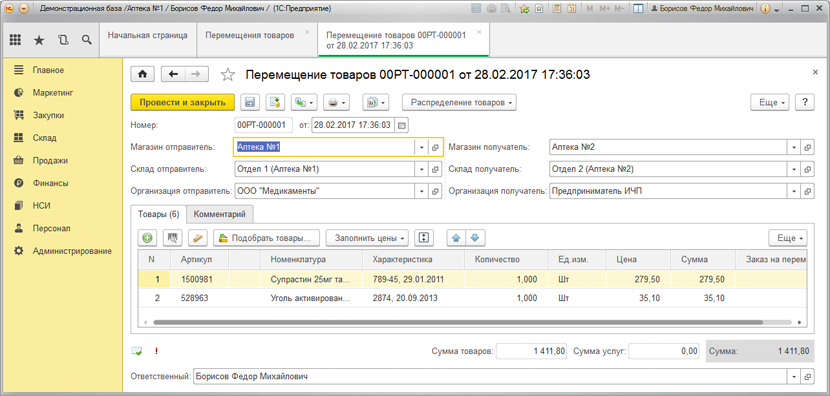 Демонстрационная база /Аптека №1 / Борисов Федор Михайлович / (1С:Предприятие)
M M+ M- Борисов Федор Михайлович
Начальная страница
Перемещения товаров
Перемещение товаров 00РТ-000001
от 28.02.2017 17:36:03
Главное
Маркетинг
Закупки
Склад
Продажи
Финансы
НСИ
Персонал
Администрирование
Перемещение товаров 00РТ-000001 от 28.02.2017 17:36:03
Провести и закрыть
Распределение товаров
Еще
?
Номер: 00РТ-000001 от: 28.02.2017 17:36:03
Магазин отправитель: Аптека №1 Магазин получатель: Аптека №2
Склад отправитель: Отдел 1 (Аптека №1) Склад получатель: Отдел 2 (Аптека №2)
Организация отправитель: ООО "Медикаменты" Организация получатель: Предприниматель ИЧП
Товары (6) Комментарий
Подобрать товары... Заполнить цены Еще
N Артикул Номенклатура Характеристика Количество Ед.изм. Цена Сумма Заказ на перем
1 1500981 Супрастин 25мг та... 789-45, 29.01.2011 1,000 Шт 279,50 279,50
2 528963 Уголь активирован... 2874, 20.09.2013 1,000 Шт 35,10 35,10
! Сумма товаров: 1 411,80 Сумма услуг: 0,00 Сумма: 1 411,80
Ответственный: Борисов Федор Михайлович